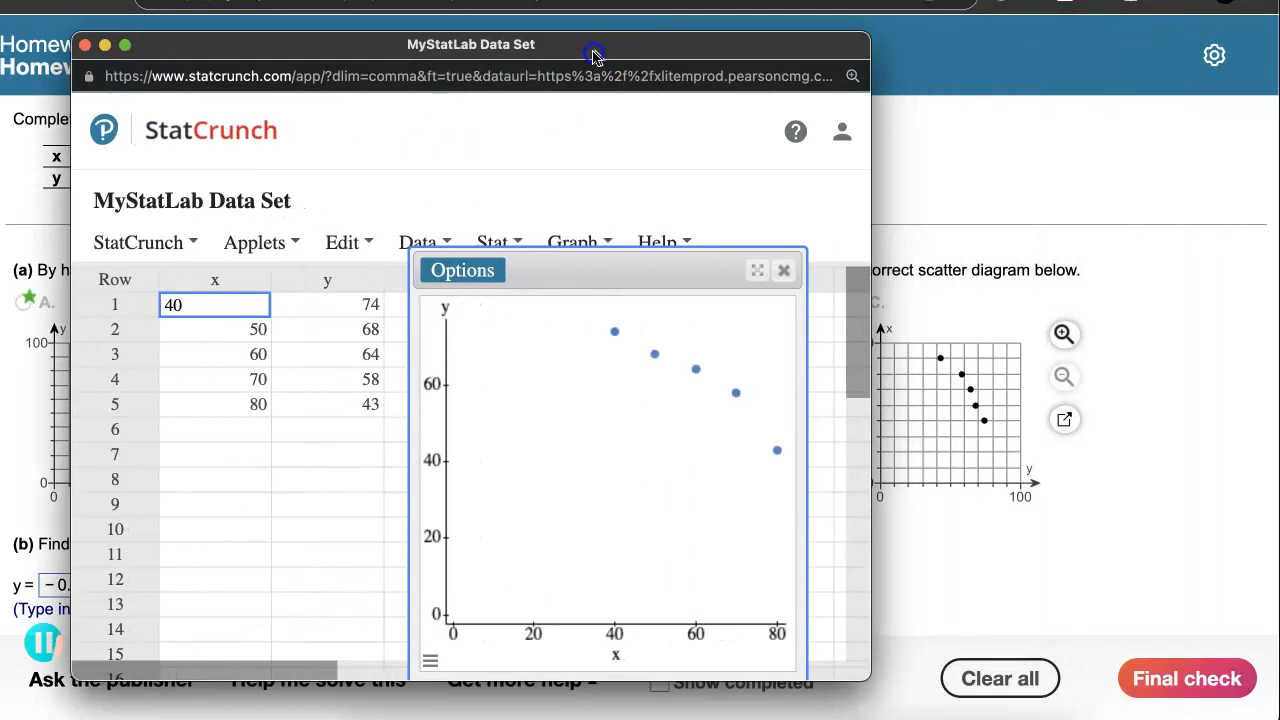 Homew
Homew
MyStatLab Data Set
https://www.statcrunch.com/app/?dlim=comma&ft=true&dataurl=https%3a%2f%2fxlitemprod.pearsoncmg.c...
StatCrunch
MyStatLab Data Set
StatCrunch Applets Edit Data Stat Graph Help
Row x y
1 40 74
2 50 68
3 60 64
4 70 58
5 80 43
6
7
8
9
10
11
12
13
14
15
16
Options
y
60
40
20
0
0 20 40 60 80
x
Comple
x
y
(a) By h
orrect scatter diagram below.
A.
C.
y
100
0
0
x
y
0 100
(b) Find
y = − 0.
(Type in
Ask the publisher Help me solve this Get more help
Show completed
Clear all
Final check